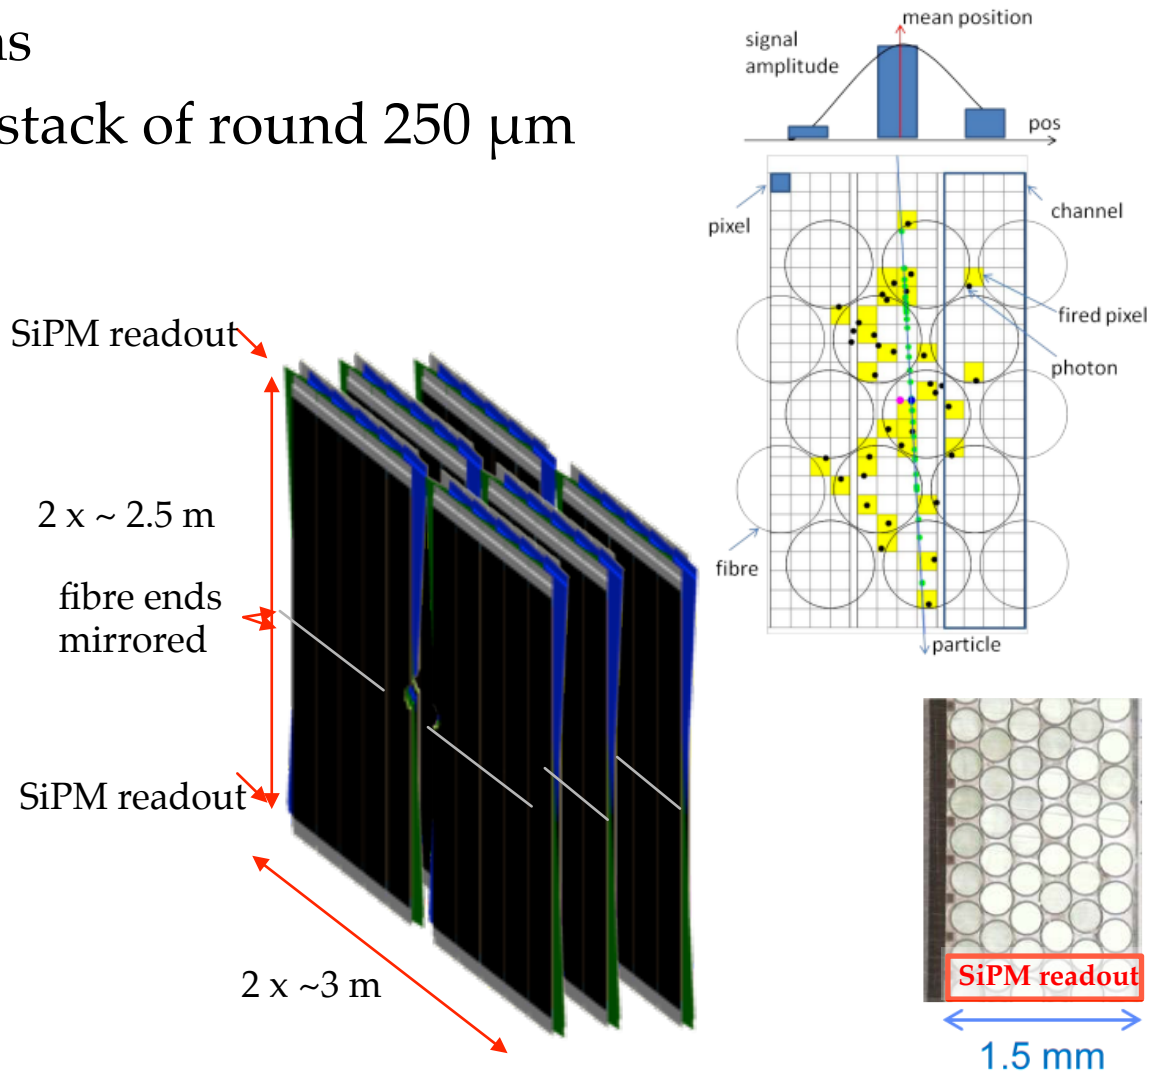 stack of round 250 μm
mean position
signal
amplitude
pos
pixel
channel
fired pixel
photon
fibre
particle
SiPM readout
2 x ~ 2.5 m
fibre ends
mirrored
SiPM readout
2 x ~3 m
SiPM readout
1.5 mm